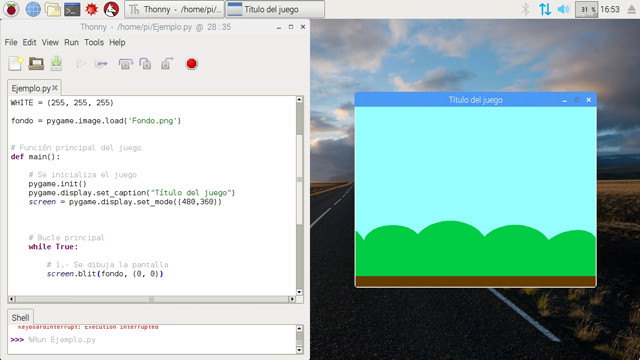 Thonny - /home/pi/...
Título del juego
31 %
16:53
Thonny - /home/pi/Ejemplo.py @ 28:35
File Edit View Run Tools Help
Ejemplo.py
WHITE = (255, 255, 255)
fondo = pygame.image.load('Fondo.png')
# Función principal del juego
def main():
# Se inicializa el juego
pygame.init()
pygame.display.set_caption("Título del juego")
screen = pygame.display.set_mode((480,360))
# Bucle principal
while True:
# 1.- Se dibuja la pantalla
screen.blit(fondo, (0, 0))
Shell
KeyboardInterrupt: Execution interrupted
>>> %Run Ejemplo.py
Título del juego